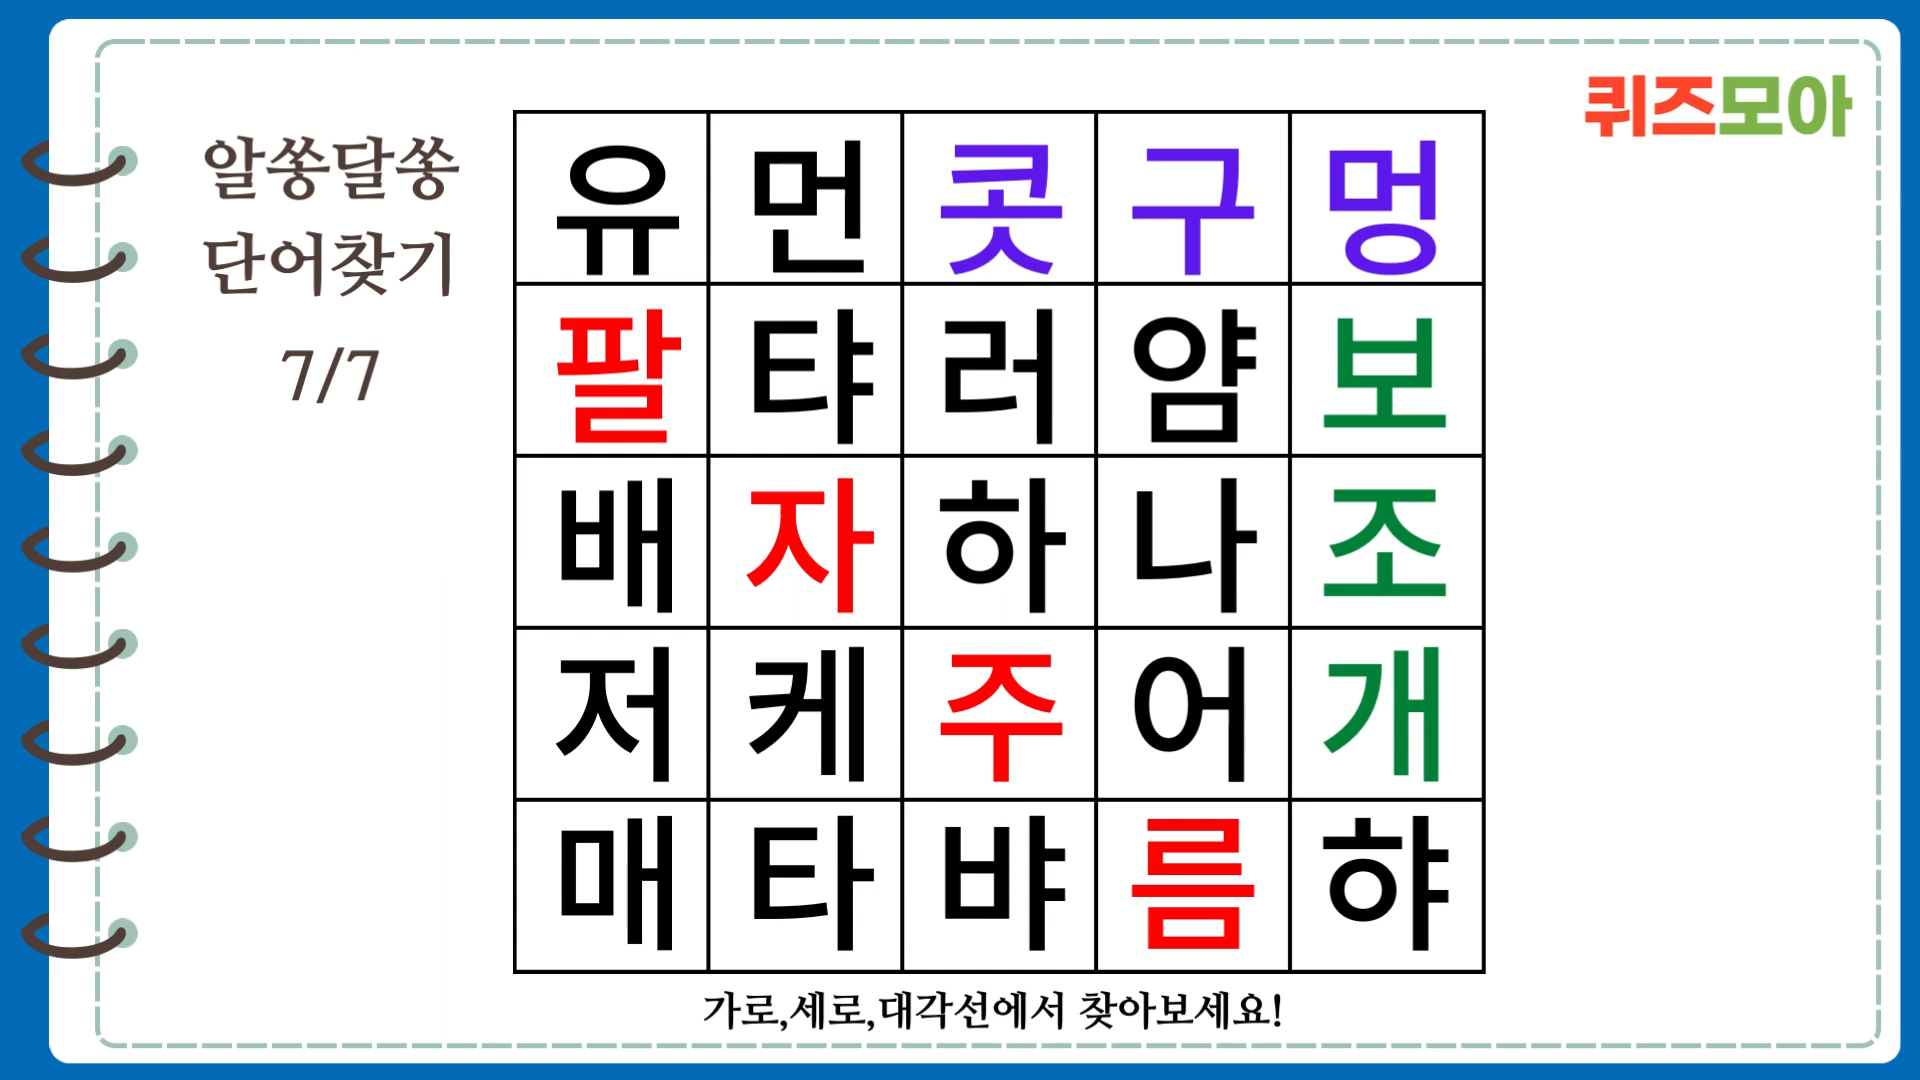 퀴즈모아
알쏭달쏭
단어찾기
7/7
유 먼 콧 구 멍
팔 탸 러 얌 보
배 자 하 나 조
저 케 주 어 개
매 타 뱌 름 햐
가로,세로,대각선에서 찾아보세요!